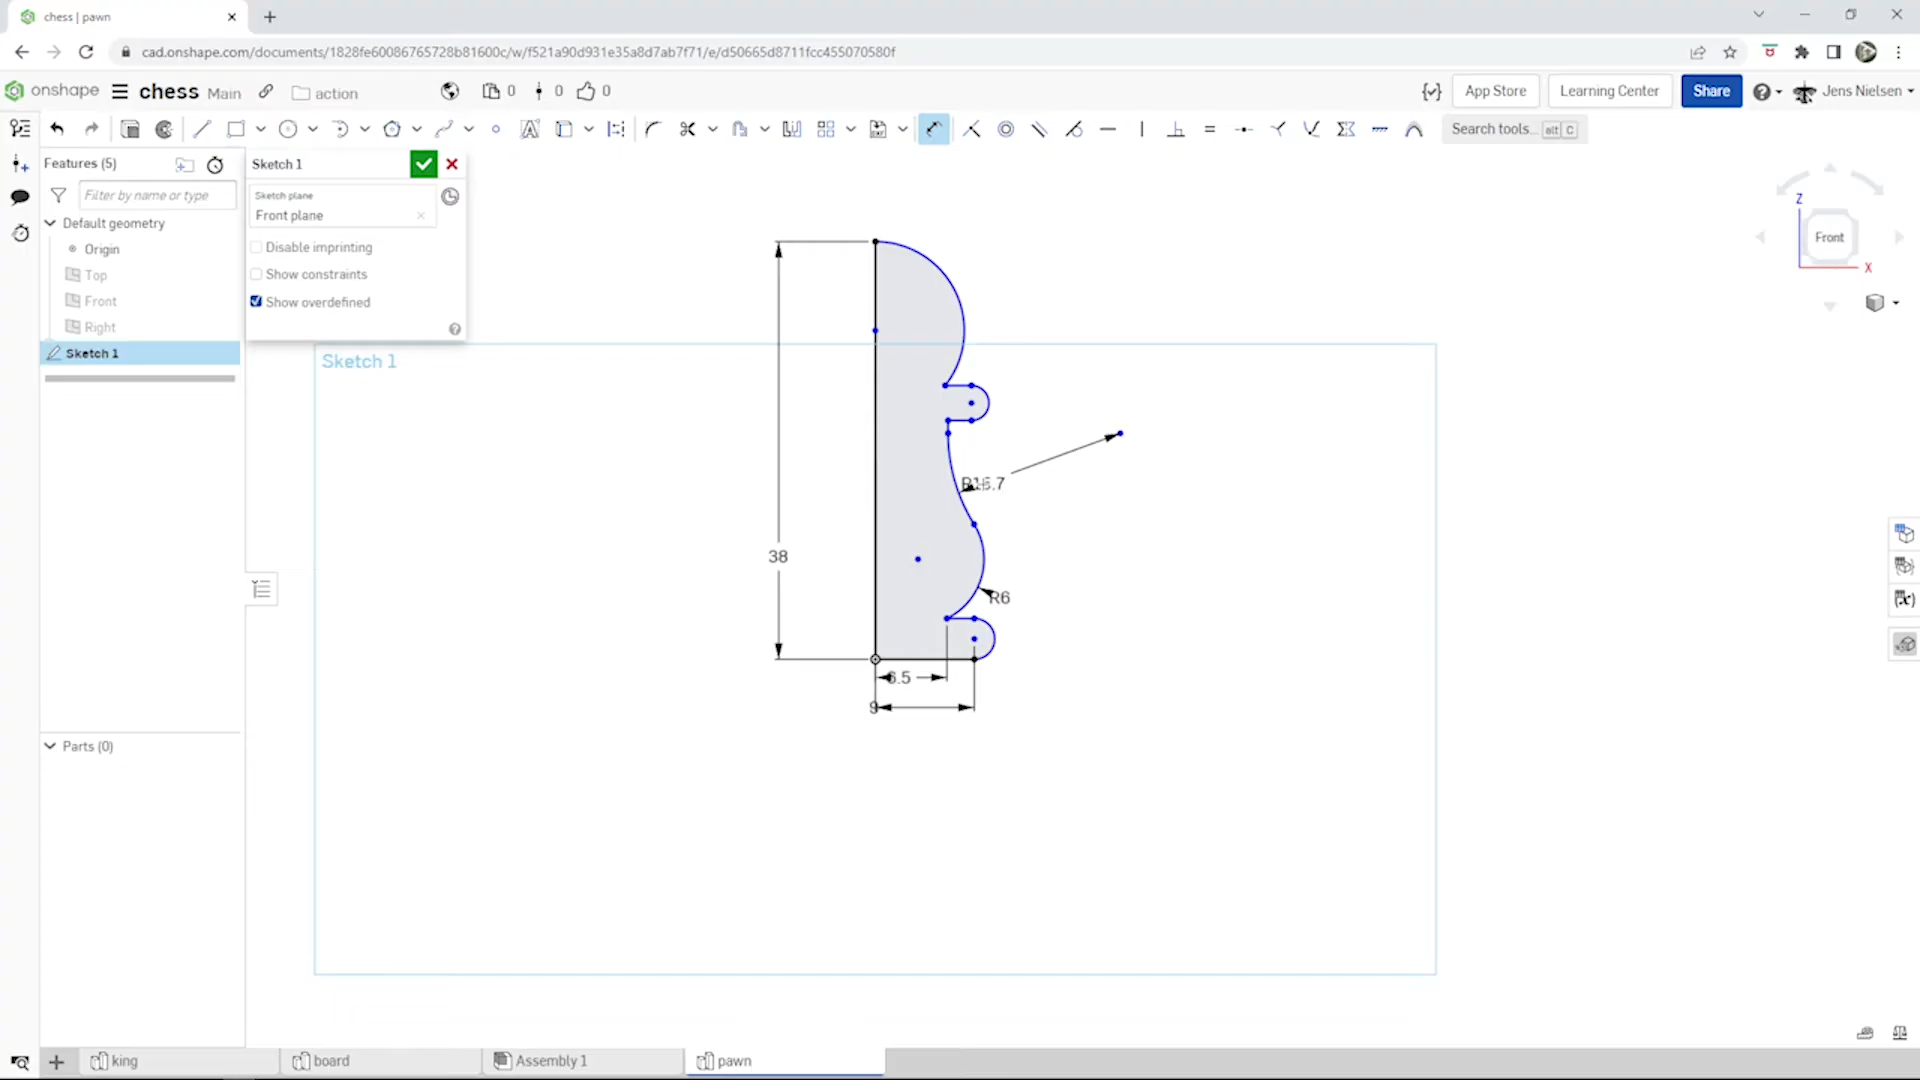 chess | pawn
cad.onshape.com/documents/1828fe60086765728b81600c/w/f521a90d931e35a8d7ab7f71/e/d50665d8711fcc455070580f
onshape chess Main action 0 0 0 App Store Learning Center Share Jens Nielsen
Search tools... alt C
Features (5)
Filter by name or type
Default geometry
Origin
Top
Front
Right
Sketch 1
Sketch 1
Sketch plane
Front plane
Disable imprinting
Show constraints
Show overdefined
Sketch 1
38
R16.7
R6
6.5
9
Z
Front
X
Parts (0)
king
board
Assembly 1
pawn